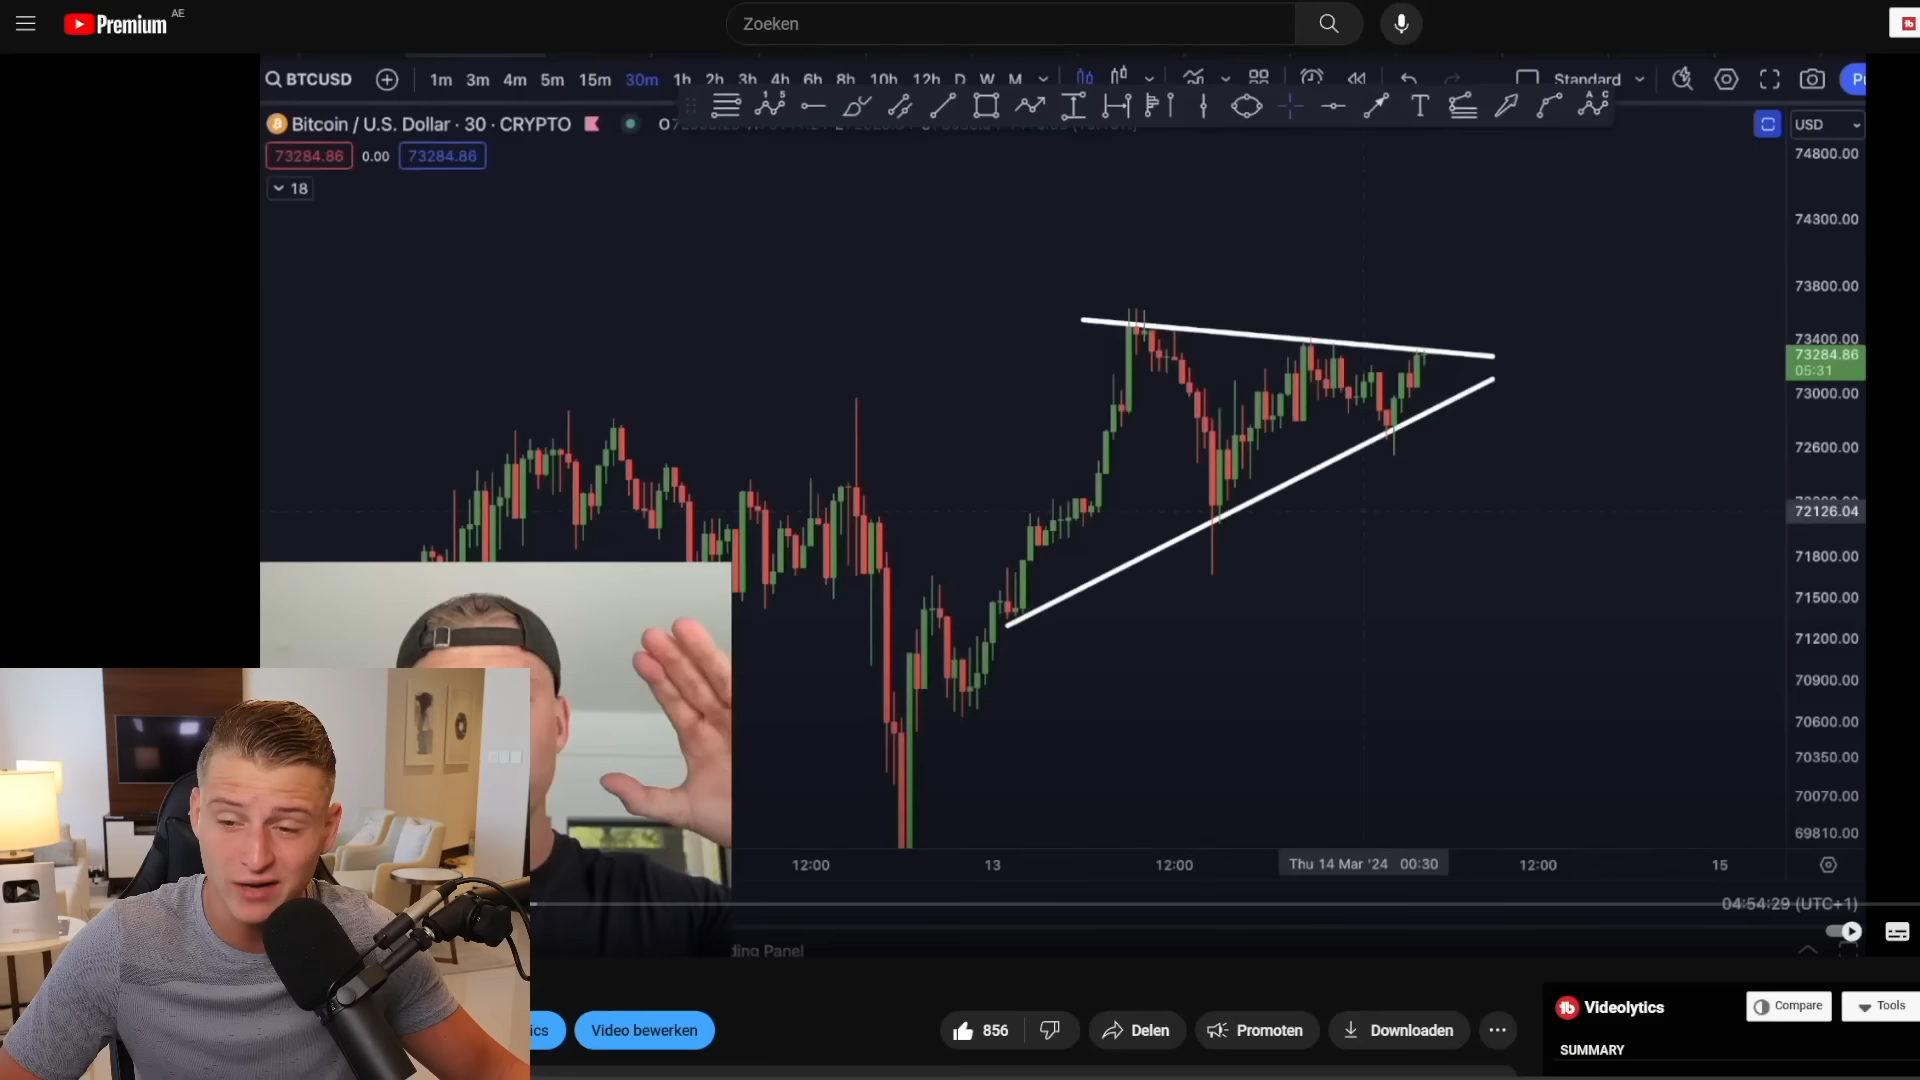 Premium AE
Zoeken
BTCUSD 1m 3m 4m 5m 15m 30m 1h 2h 3h 4h 6h 8h 10h 12h D W M Standard
Bitcoin / U.S. Dollar · 30 · CRYPTO
USD
73284.86 0.00 73284.86
18
74800.00
74300.00
73800.00
73400.00
73284.86
05:31
73000.00
72600.00
72126.04
71800.00
71500.00
71200.00
70900.00
70600.00
70350.00
70070.00
69810.00
12:00 13 12:00 Thu 14 Mar '24 00:30 12:00 15
04:54:29 (UTC+1)
ding Panel
ics Video bewerken 856 Delen Promoten Downloaden
Videolytics Compare Tools
SUMMARY